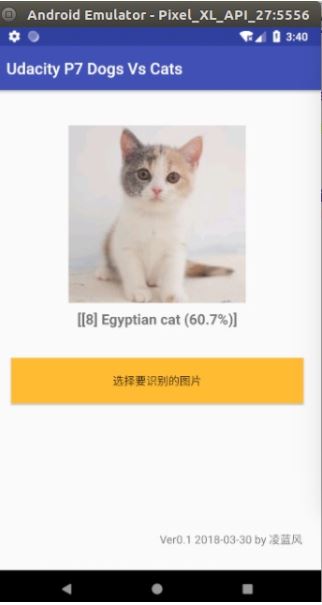 Android Emulator - Pixel_XL_API_27:5556
3:40
Udacity P7 Dogs Vs Cats
[[8] Egyptian cat (60.7%)]
选择要识别的图片
Ver0.1 2018-03-30 by 凌蓝风